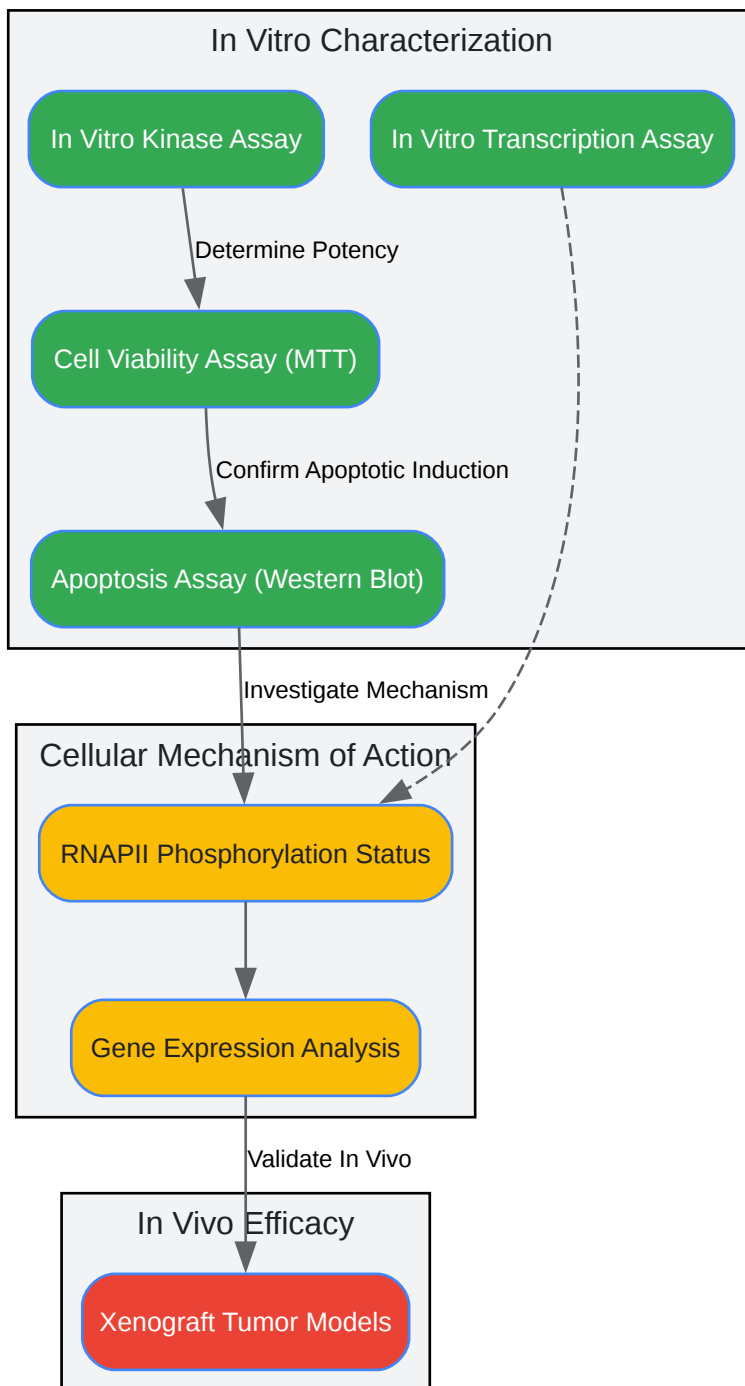 In Vitro Characterization
In Vitro Kinase Assay
In Vitro Transcription Assay
Determine Potency
Cell Viability Assay (MTT)
Confirm Apoptotic Induction
Apoptosis Assay (Western Blot)
Investigate Mechanism
Cellular Mechanism of Action
RNAPII Phosphorylation Status
Gene Expression Analysis
Validate In Vivo
In Vivo Efficacy
Xenograft Tumor Models